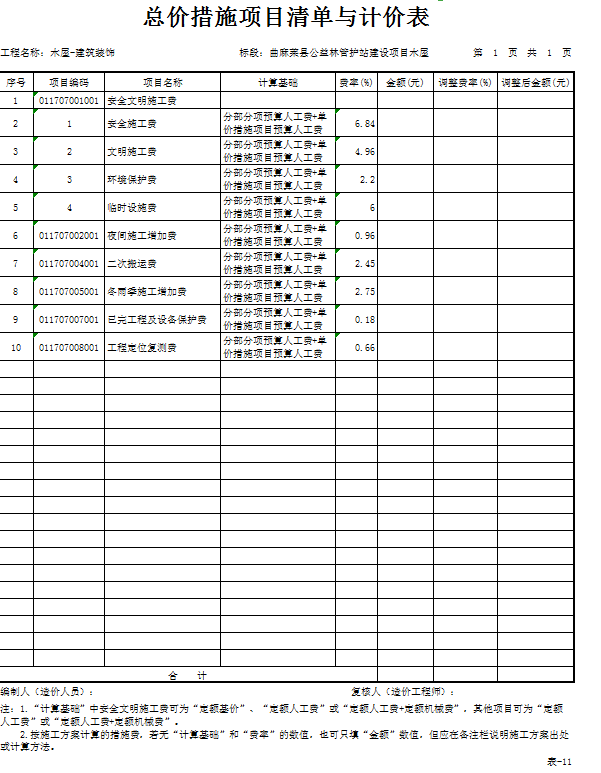 总价措施项目清单与计价表
工程名称：水屋-建筑装饰 标段：曲麻莱县公益林管护站建设项目水屋 第 1 页 共 1 页
序号 项目编码 项目名称 计算基础 费率(%) 金额(元) 调整费率(%) 调整后金额(元)
1 011707001001 安全文明施工费
2 1 安全施工费 分部分项预算人工费+单
价措施项目预算人工费 6.84
3 2 文明施工费 分部分项预算人工费+单
价措施项目预算人工费 4.96
4 3 环境保护费 分部分项预算人工费+单
价措施项目预算人工费 2.2
5 4 临时设施费 分部分项预算人工费+单
价措施项目预算人工费 6
6 011707002001 夜间施工增加费 分部分项预算人工费+单
价措施项目预算人工费 0.96
7 011707004001 二次搬运费 分部分项预算人工费+单
价措施项目预算人工费 2.45
8 011707005001 冬雨季施工增加费 分部分项预算人工费+单
价措施项目预算人工费 2.75
9 011707007001 已完工程及设备保护费 分部分项预算人工费+单
价措施项目预算人工费 0.18
10 011707008001 工程定位复测费 分部分项预算人工费+单
价措施项目预算人工费 0.66
合 计
编制人（造价人员）： 复核人（造价工程师）：
注：1.“计算基础”中安全文明施工费可为“定额基价”、“定额人工费”或“定额人工费+定额机械费”，其他项目可为“定额
人工费”或“定额人工费+定额机械费”。
2.按施工方案计算的措施费，若无“计算基础”和“费率”的数值，也可只填“金额”数值，但应在备注栏说明施工方案出处
或计算方法。
表-11